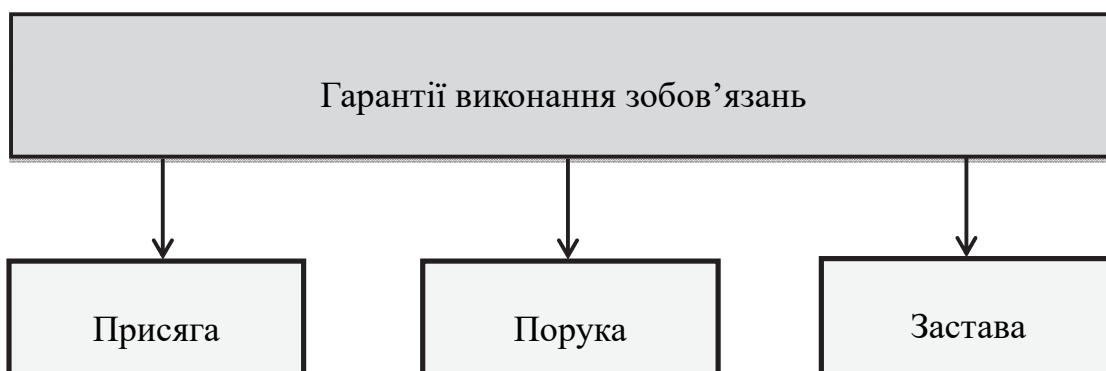 Гарантії виконання зобов’язань
Присяга
Порука
Застава